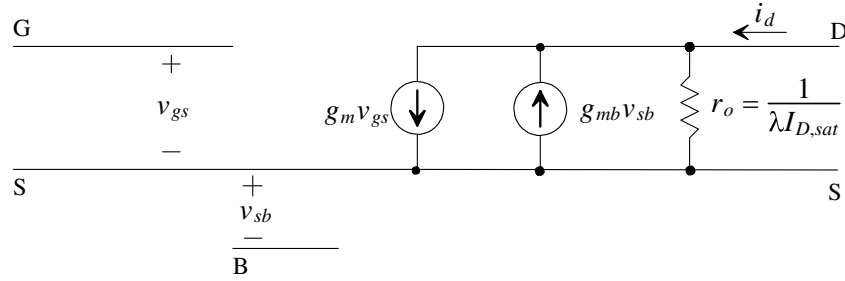 G
i_d
D
+
v_gs
−
g_m v_gs
g_mb v_sb
r_o = 1/(λI_D,sat)
S
S
+
v_sb
−
B